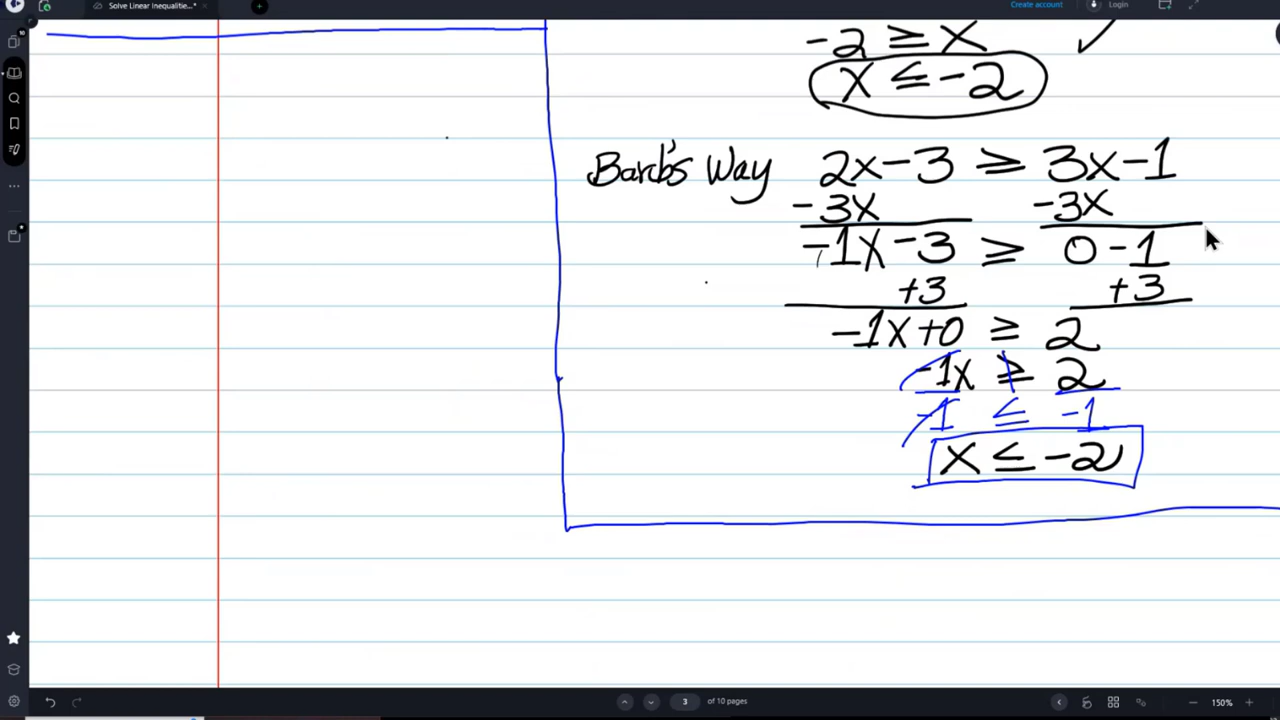 Solve Linear Inequalitie...*
Create account
Login
-2 ≥ x ✓
x ≤ -2
Barb's Way 2x-3 ≥ 3x-1
-3x -3x
-1x-3 ≥ 0-1
+3 +3
-1x+0 ≥ 2
-1x ≥ 2
-1 ≤ -1
x ≤ -2
3 of 10 pages
150%